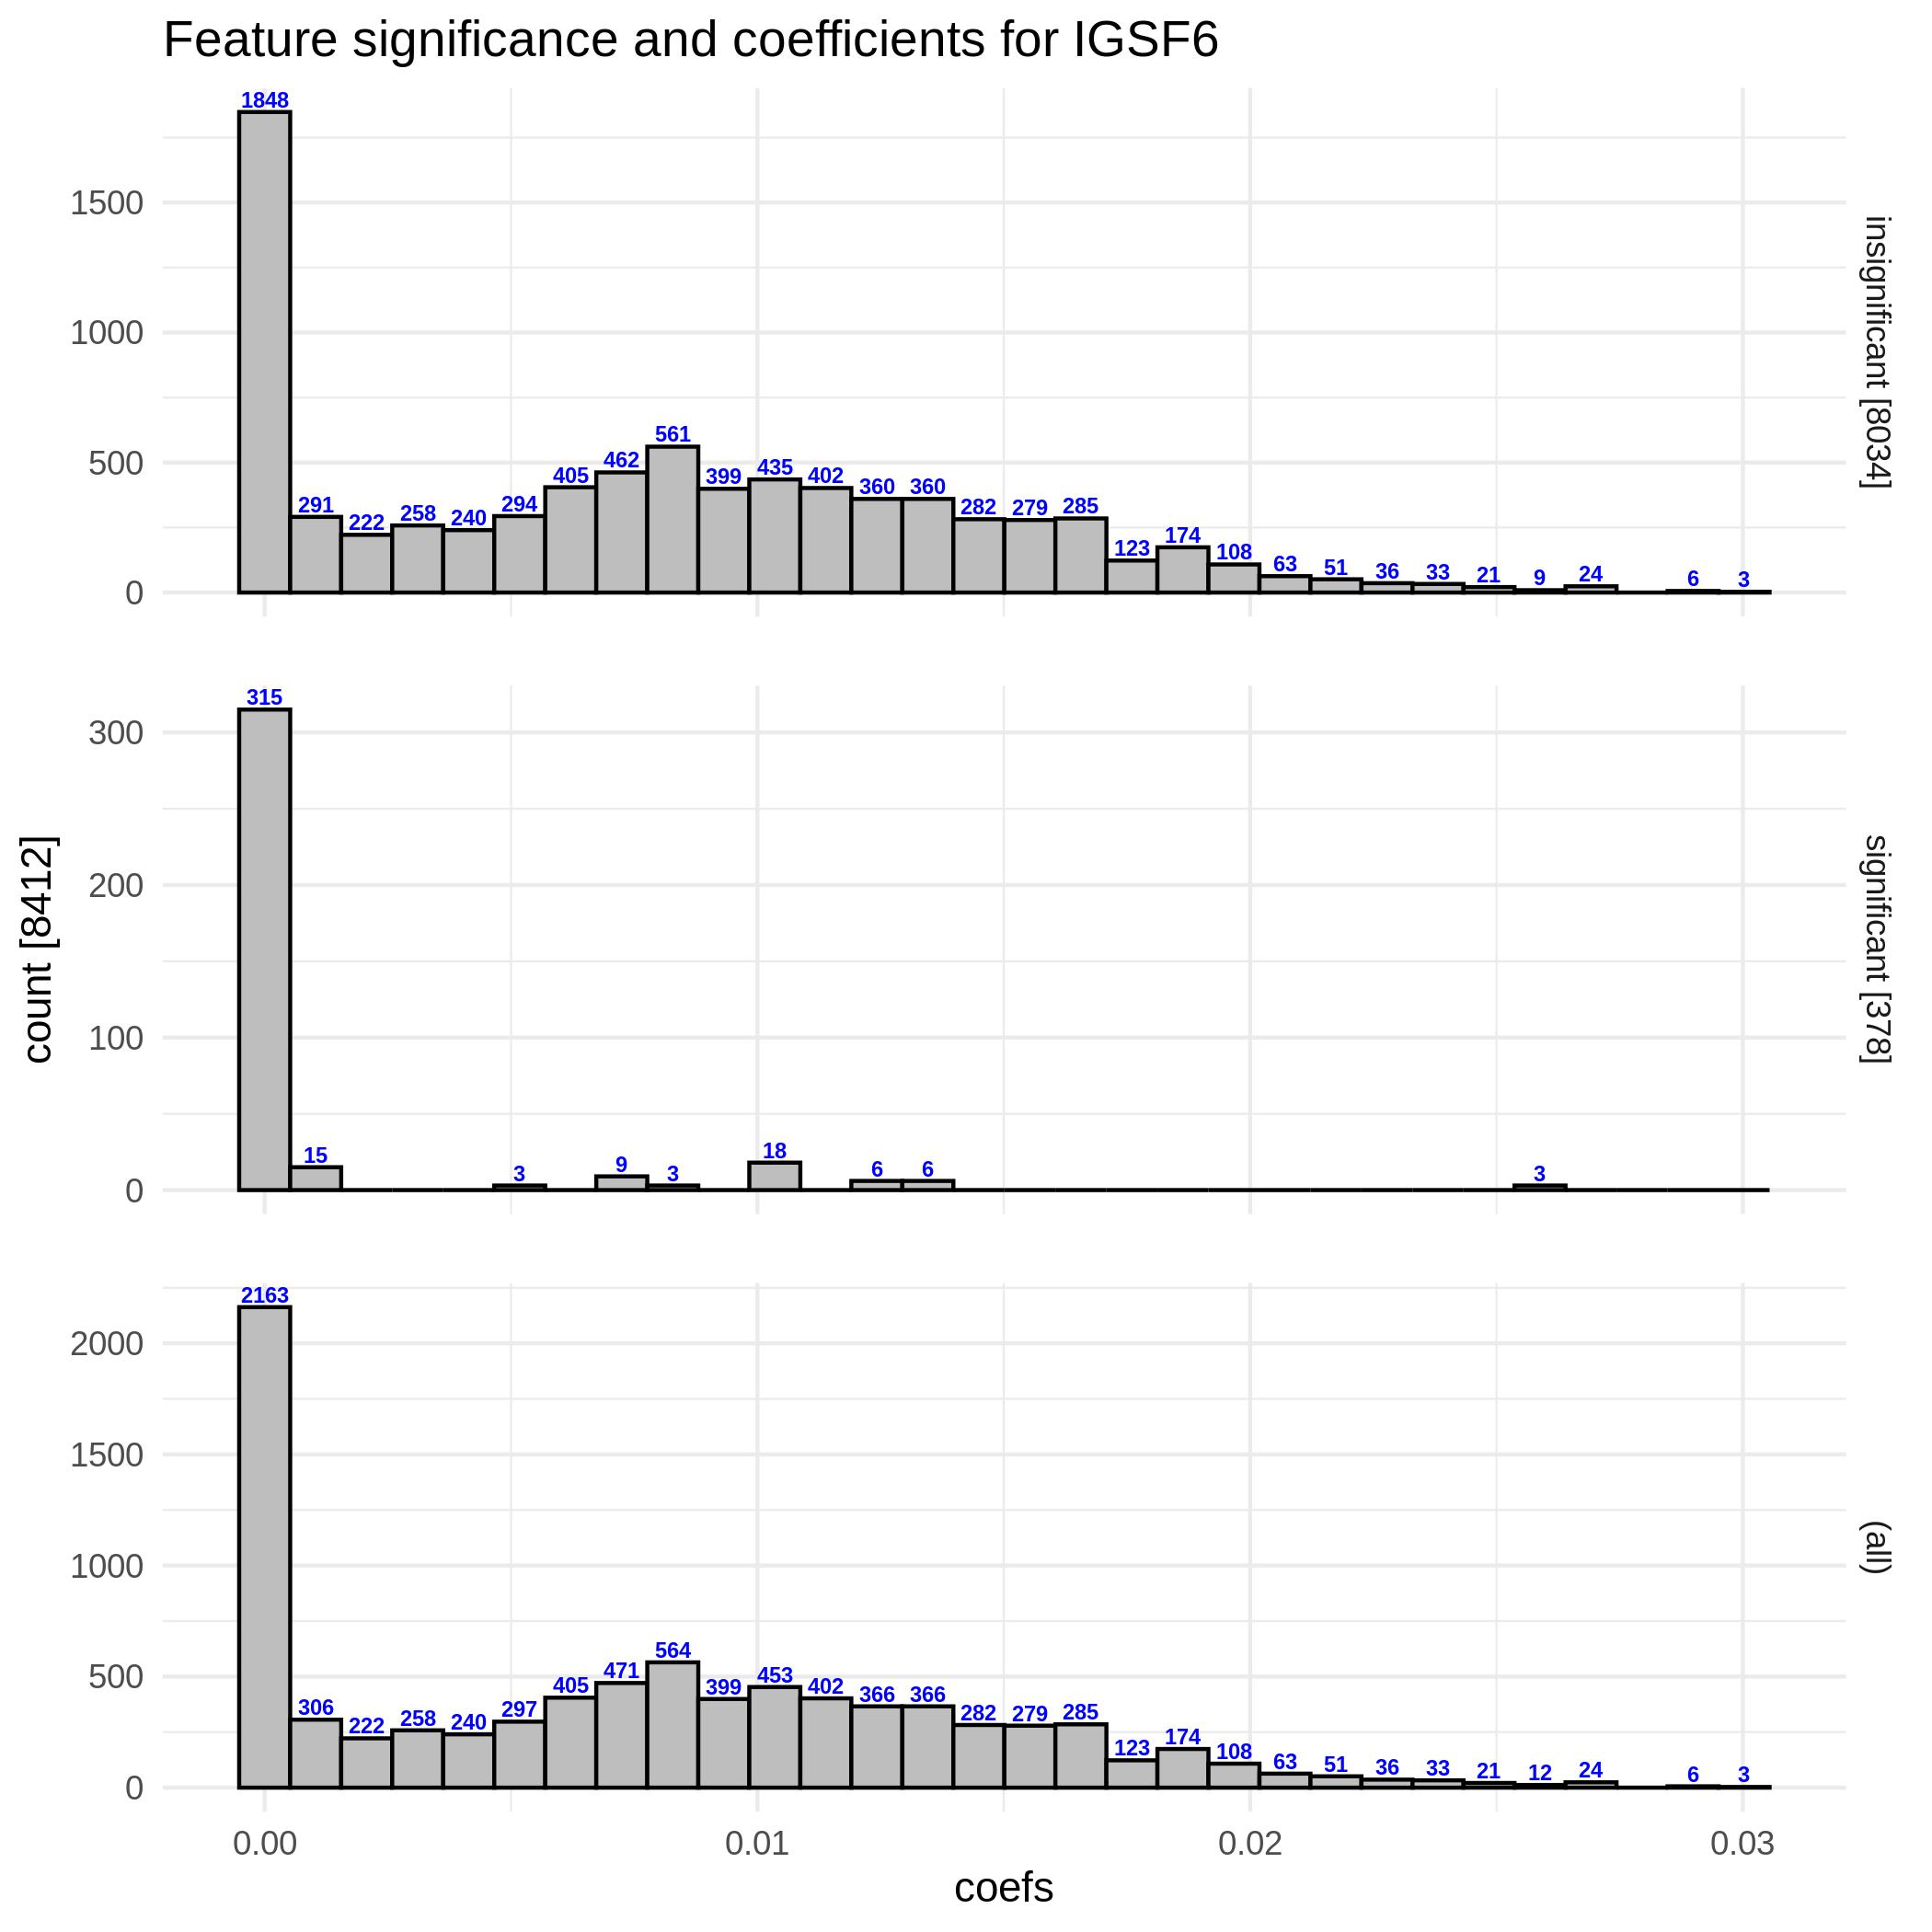 Feature significance and coefficients for IGSF6
1848
1500
1000
500
0
291 222 258 240 294 405 462 561 399 435 402 360 360 282 279 285 123 174 108 63 51 36 33 21 9 24 6 3
insignificant [8034]
315
300
200
100
0
15 3 9 3 18 6 6 3
significant [378]
count [8412]
2163
2000
1500
1000
500
0
306 222 258 240 297 405 471 564 399 453 402 366 366 282 279 285 123 174 108 63 51 36 33 21 12 24 6 3
(all)
0.00 0.01 0.02 0.03
coefs